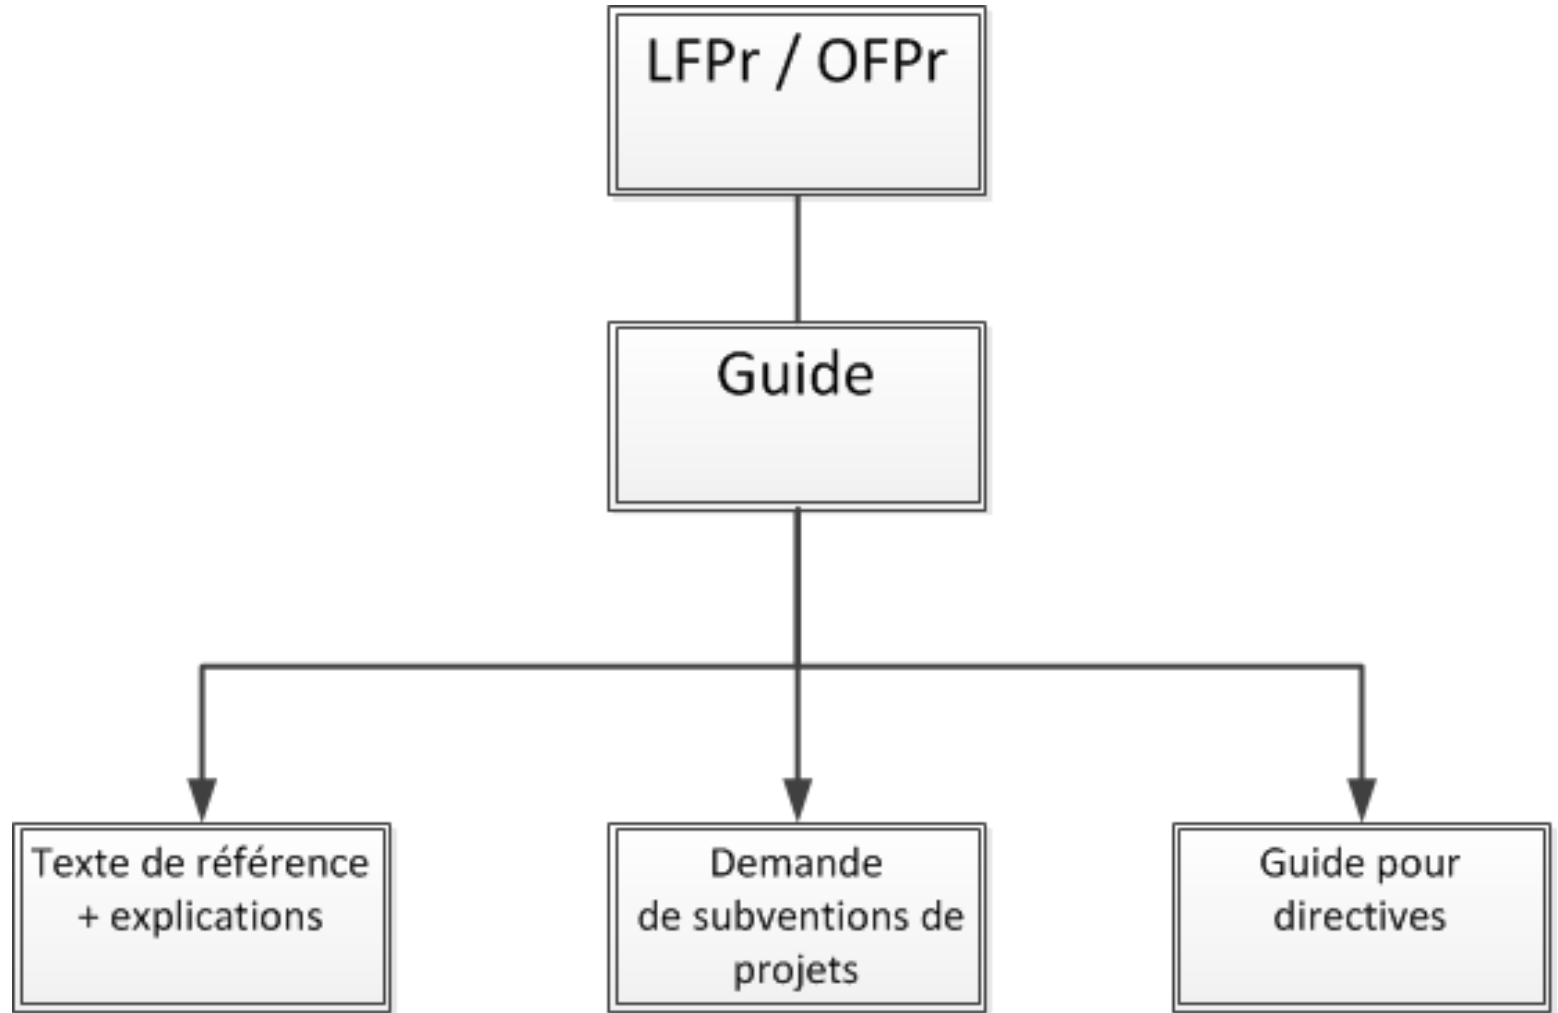 LFPr / OFPr
Guide
Texte de référence
+ explications
Demande
de subventions de
projets
Guide pour
directives